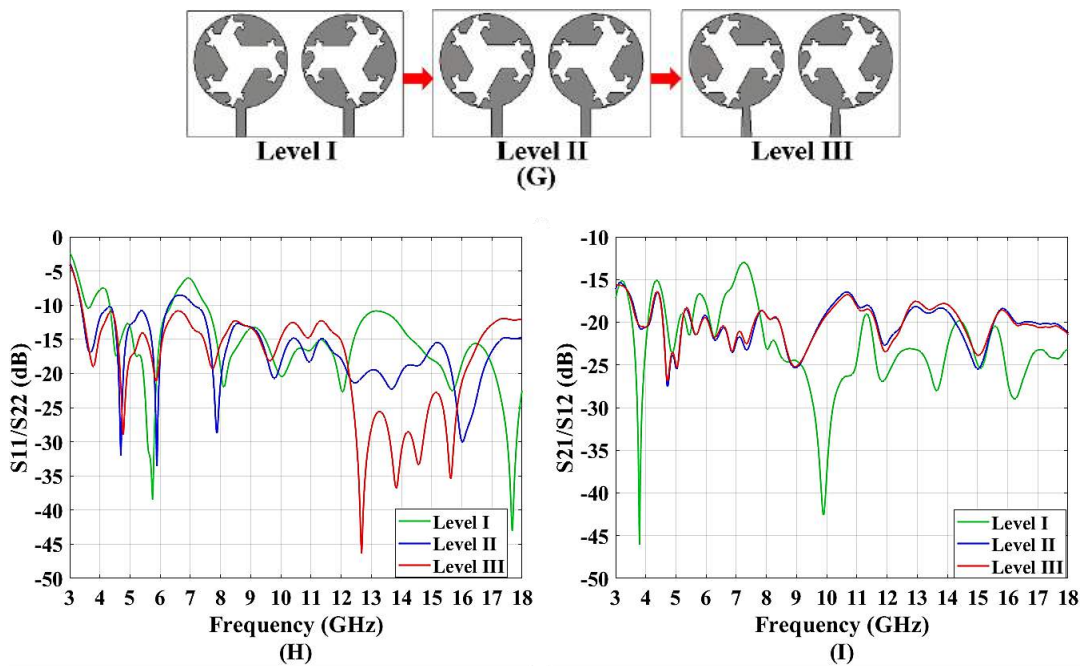 Level I
Level II
Level III
(G)
0
-5
-10
-15
-20
-25
-30
-35
-40
-45
-50
S11/S22 (dB)
Level I
Level II
Level III
3 4 5 6 7 8 9 10 11 12 13 14 15 16 17 18
Frequency (GHz)
(H)
-10
-15
-20
-25
-30
-35
-40
-45
-50
S21/S12 (dB)
Level I
Level II
Level III
3 4 5 6 7 8 9 10 11 12 13 14 15 16 17 18
Frequency (GHz)
(I)